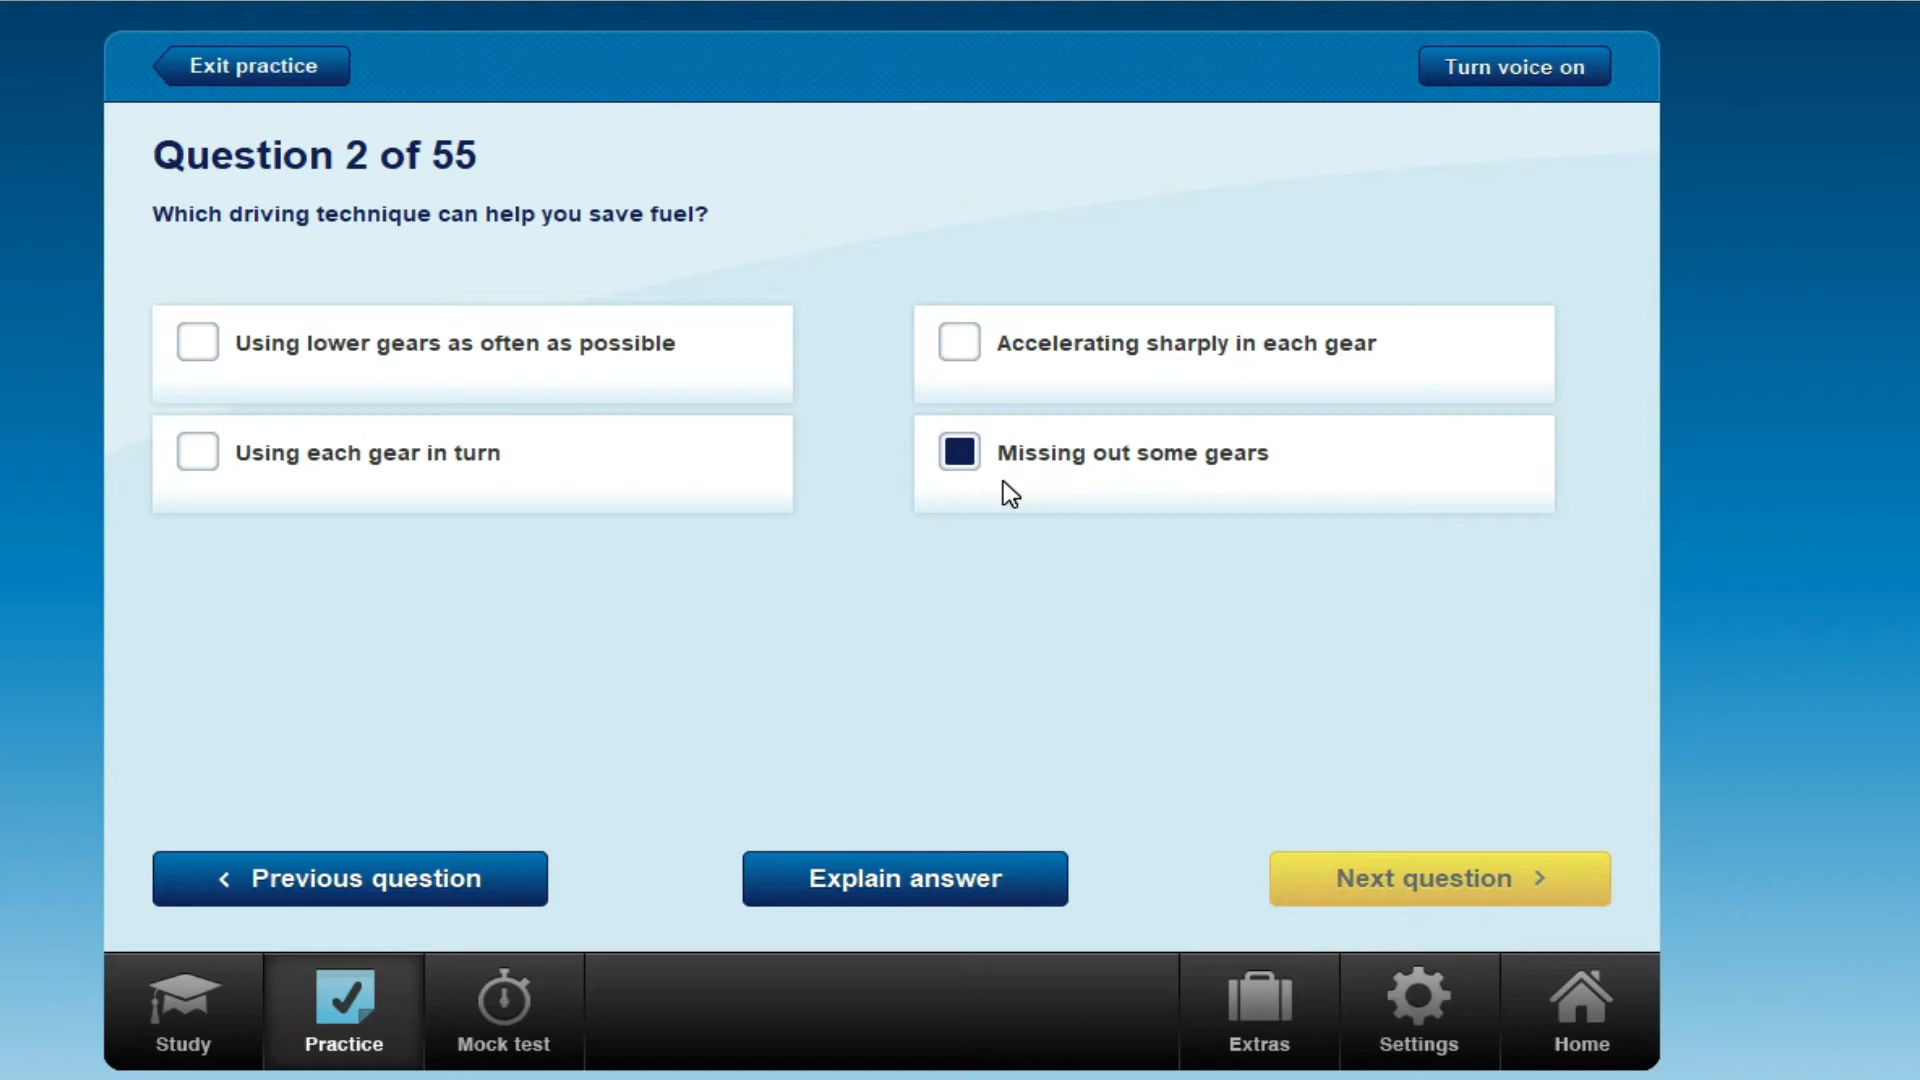 Exit practice
Turn voice on
Question 2 of 55
Which driving technique can help you save fuel?
Using lower gears as often as possible
Accelerating sharply in each gear
Using each gear in turn
Missing out some gears
Previous question
Explain answer
Next question
Study
Practice
Mock test
Extras
Settings
Home